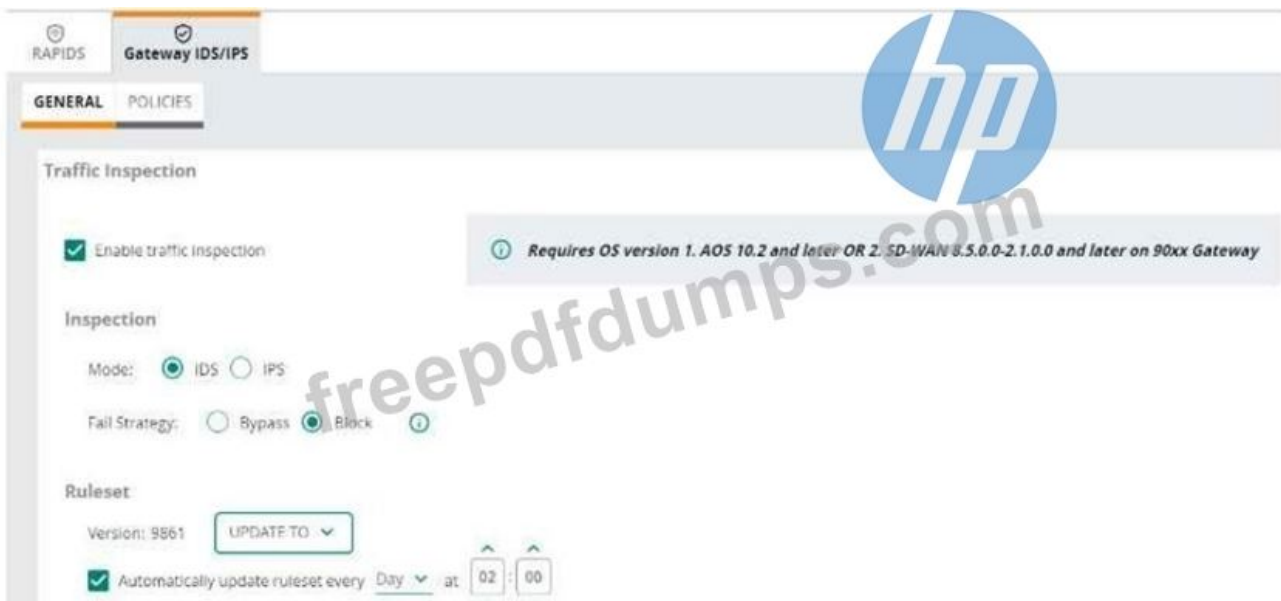 RAPIDS
Gateway IDS/IPS
GENERAL POLICIES
hp
Traffic Inspection
Enable traffic inspection
Requires OS version 1. AOS 10.2 and later OR 2. SD-WAN 8.5.0.0-2.1.0.0 and later on 90xx Gateway
Inspection
Mode: IDS IPS
Fail Strategy: Bypass Block
freepdfdumps.com
Ruleset
Version: 9861 UPDATE TO
Automatically update ruleset every Day at 02 : 00